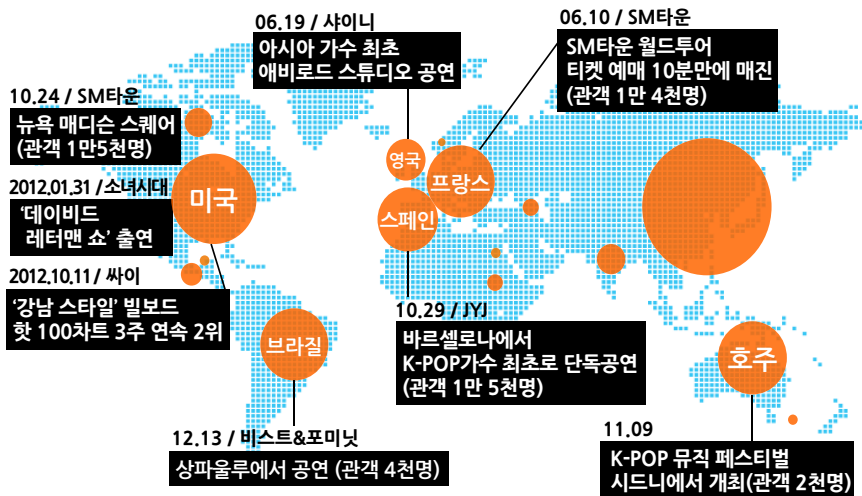 06.19 / 샤이니
아시아 가수 최초
애비로드 스튜디오 공연
06.10 / SM타운
SM타운 월드투어
티켓 예매 10분만에 매진
(관객 1만 4천명)
10.24 / SM타운
뉴욕 매디슨 스퀘어
(관객 1만5천명)
2012.01.31 /소녀시대
‘데이비드
레터맨 쇼’ 출연
2012.10.11 / 싸이
‘강남 스타일’ 빌보드
핫 100차트 3주 연속 2위
미국
영국
프랑스
스페인
10.29 / JYJ
바르셀로나에서
K-POP가수 최초로 단독공연
(관객 1만 5천명)
브라질
12.13 / 비스트&포미닛
상파울루에서 공연 (관객 4천명)
호주
11.09
K-POP 뮤직 페스티벌
시드니에서 개최(관객 2천명)